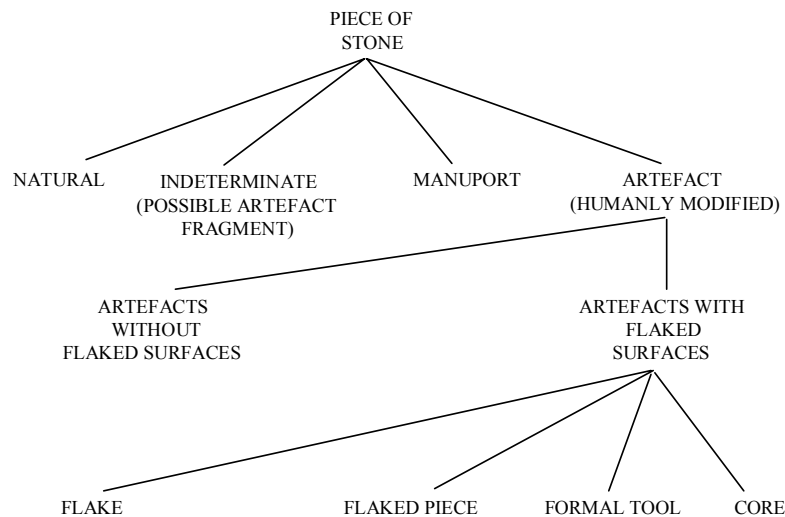 PIECE OF
STONE
NATURAL
INDETERMINATE
(POSSIBLE ARTEFACT
FRAGMENT)
MANUPORT
ARTEFACT
(HUMANLY MODIFIED)
ARTEFACTS
WITHOUT
FLAKED SURFACES
ARTEFACTS WITH
FLAKED
SURFACES
FLAKE
FLAKED PIECE
FORMAL TOOL
CORE